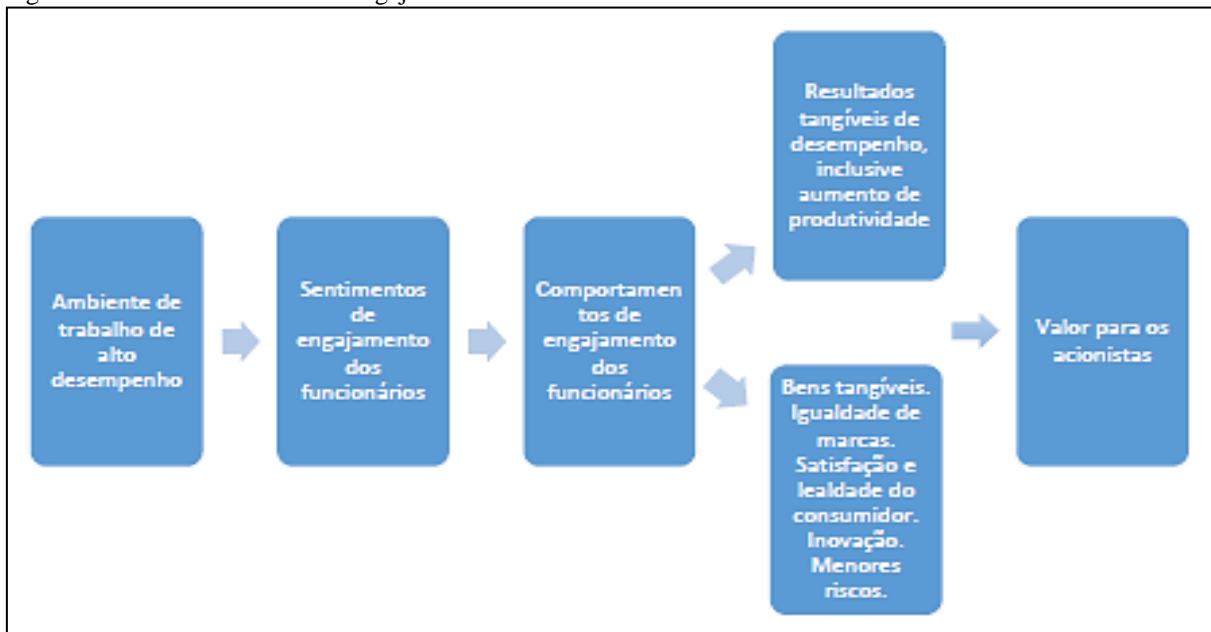 Ambiente de
trabalho de
alto
desempenho
Sentimentos
de
engajamento
dos
funcionários
Comportamen
tos de
engajamento
dos
funcionários
Resultados
tangíveis de
desempenho,
inclusive
aumento de
produtividade
Bens tangíveis.
Igualdade de
marcas.
Satisfação e
lealdade do
consumidor.
Inovação.
Menores
riscos.
Valor para os
acionistas